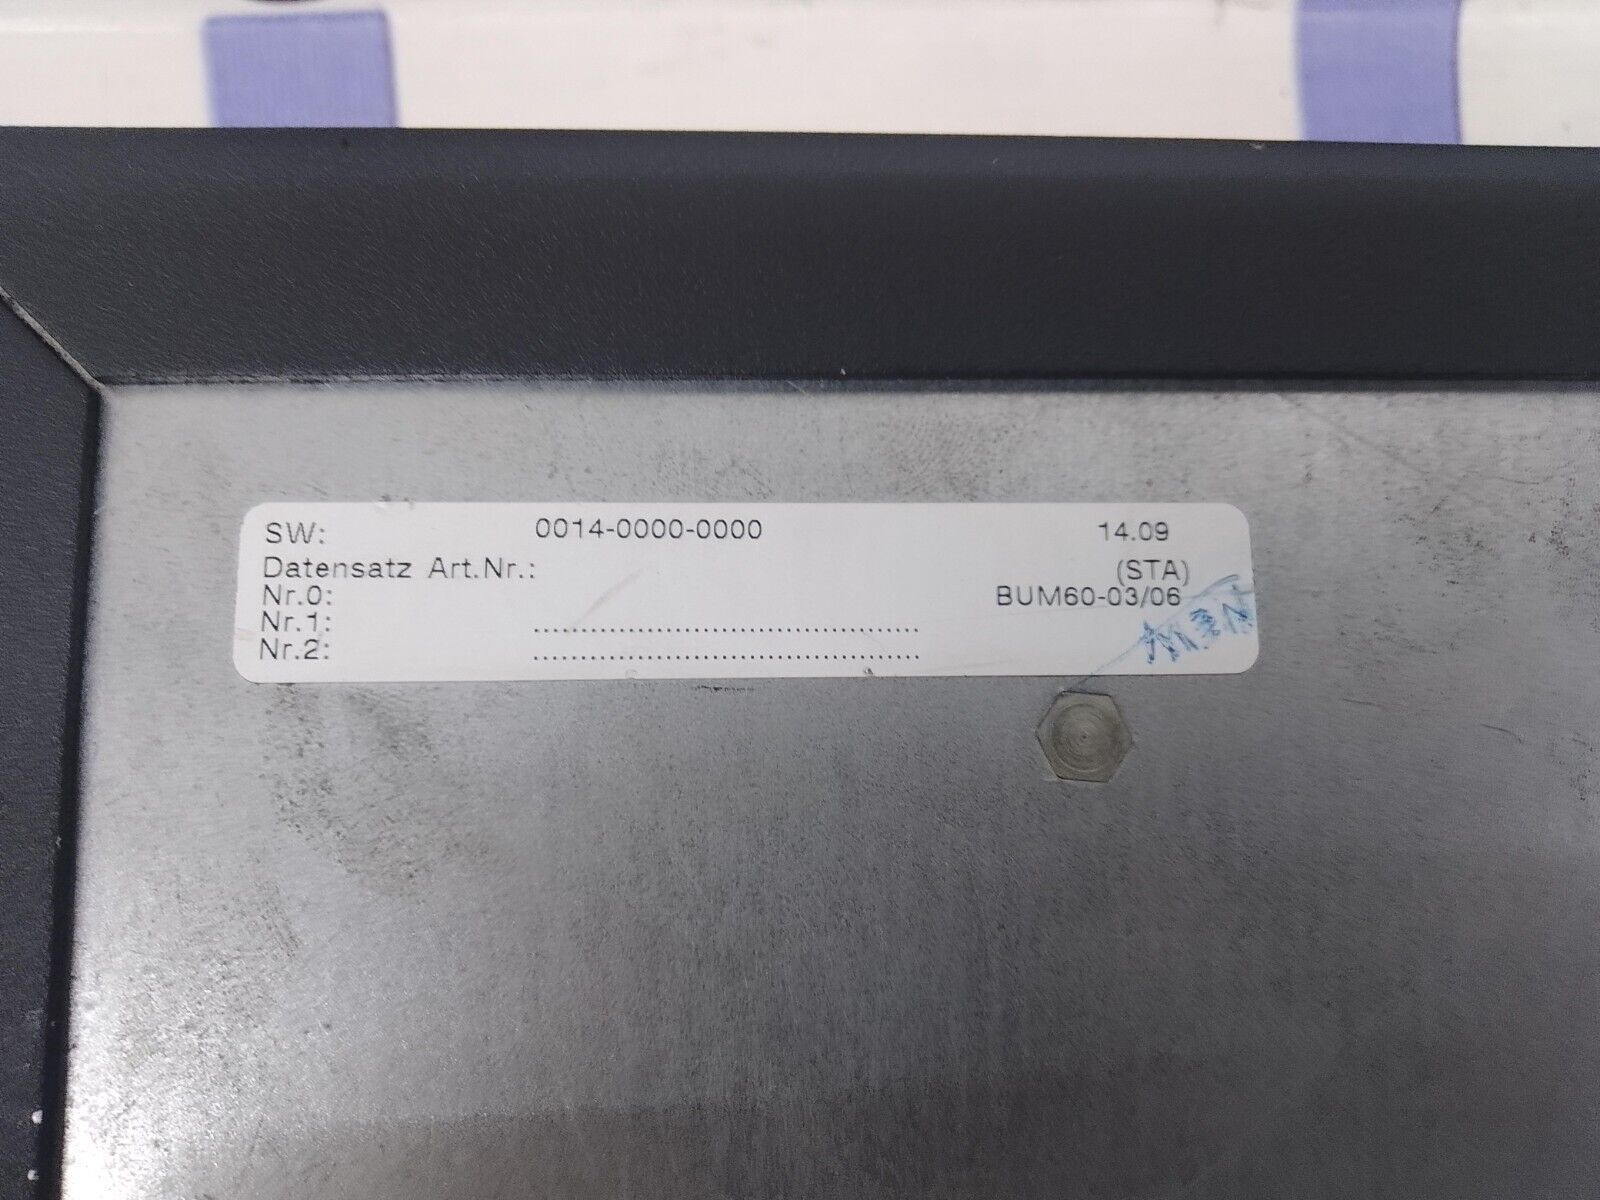 SW: 0014-0000-0000 14.09
Datensatz Art.Nr.: (STA)
Nr.0: BUM60-03/06
Nr.1: ........................................
Nr.2: ........................................